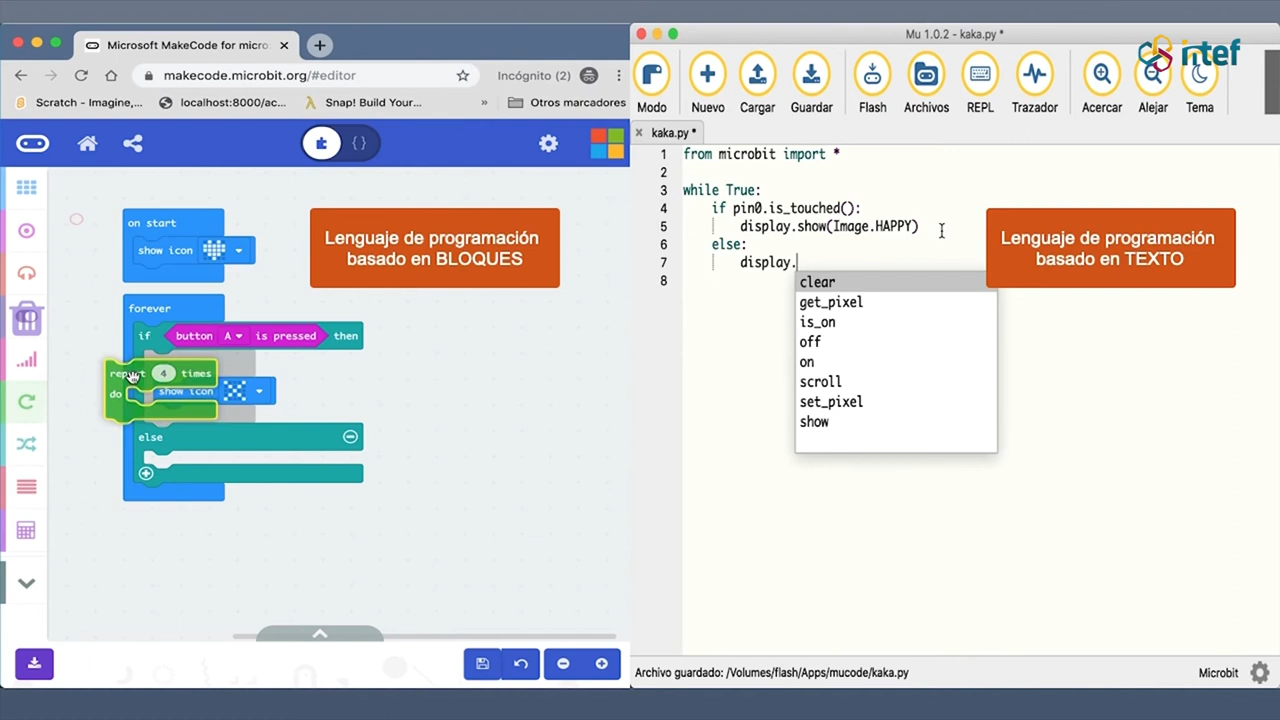 Microsoft MakeCode for micro
makecode.microbit.org/#editor
Incógnito (2)
Scratch - Imagine,...
localhost:8000/ac...
Snap! Build Your...
»
Otros marcadores
{ }
on start
show icon
Lenguaje de programación
basado en BLOQUES
forever
if button A is pressed then
repeat 4 times
do
show icon
else
Mu 1.0.2 - kaka.py *
intef
Modo
Nuevo
Cargar
Guardar
Flash
Archivos
REPL
Trazador
Acercar
Alejar
Tema
kaka.py *
1 from microbit import *
2
3 while True:
4 if pin0.is_touched():
5 display.show(Image.HAPPY)
6 else:
7 display.
8
clear
get_pixel
is_on
off
on
scroll
set_pixel
show
Lenguaje de programación
basado en TEXTO
Archivo guardado: /Volumes/flash/Apps/mucode/kaka.py
Microbit